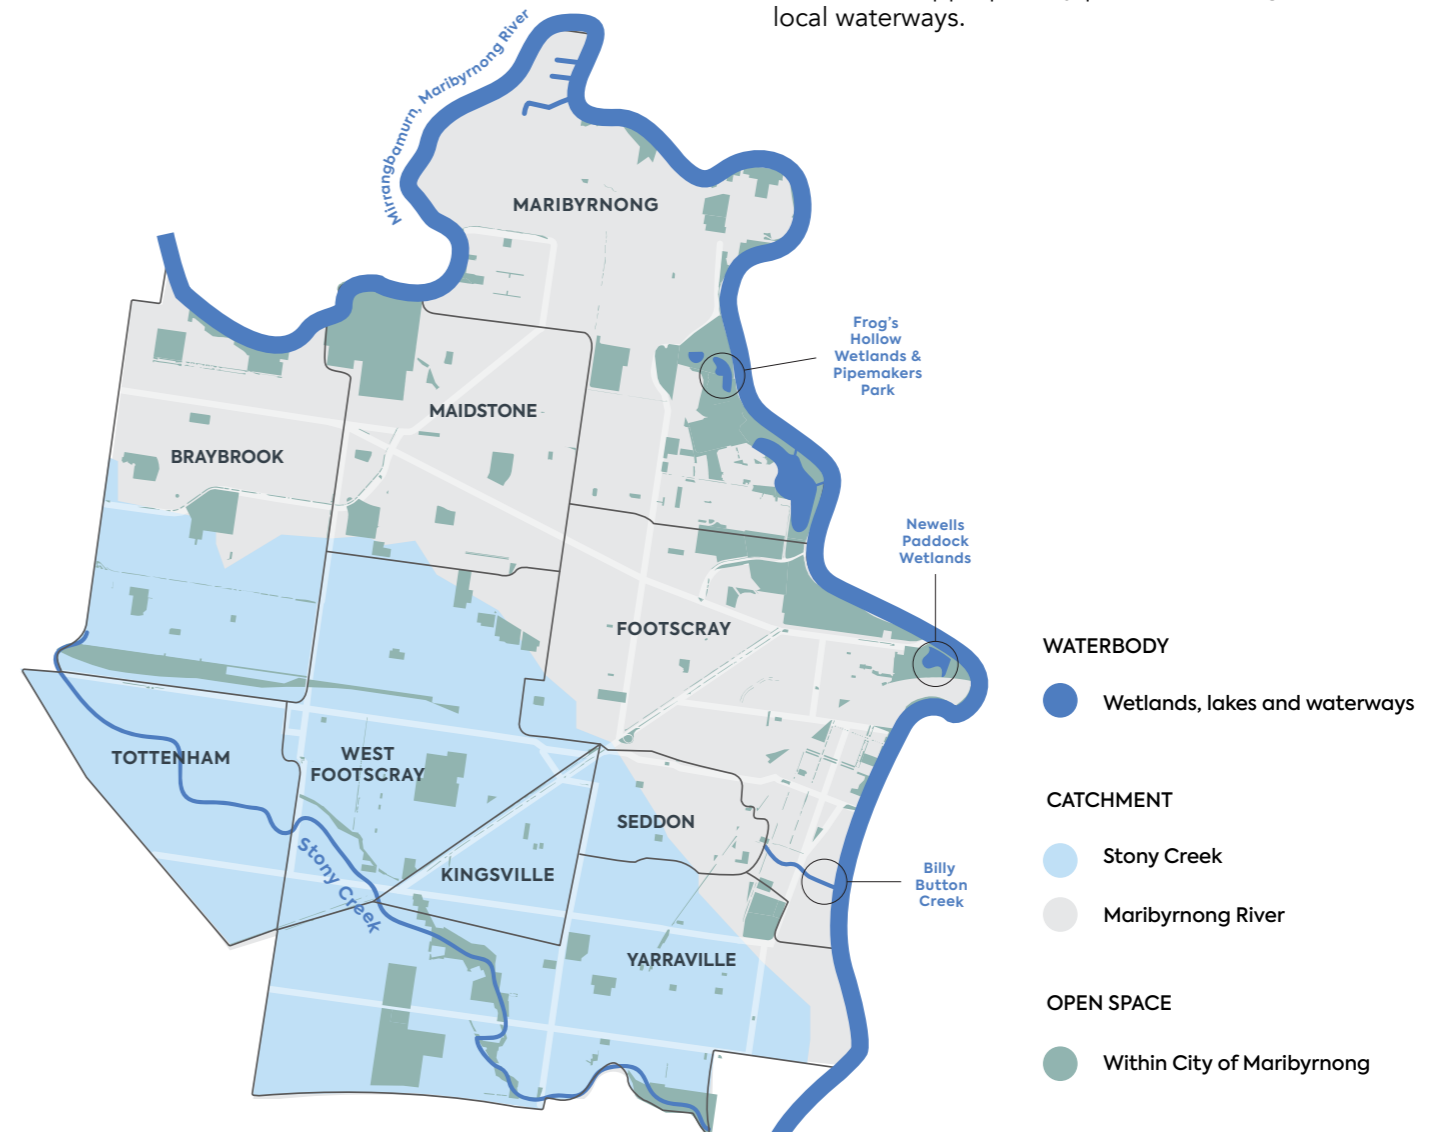 local waterways.
Mirrangbamurn, Maribyrnong River
MARIBYRNONG
Frog's
Hollow
Wetlands &
Pipemakers
Park
MAIDSTONE
BRAYBROOK
Newells
Paddock
Wetlands
FOOTSCRAY
WATERBODY
Wetlands, lakes and waterways
TOTTENHAM
WEST
FOOTSCRAY
CATCHMENT
SEDDON
Stony Creek
Stony Creek
KINGSVILLE
Billy
Button
Creek
Maribyrnong River
YARRAVILLE
OPEN SPACE
Within City of Maribyrnong